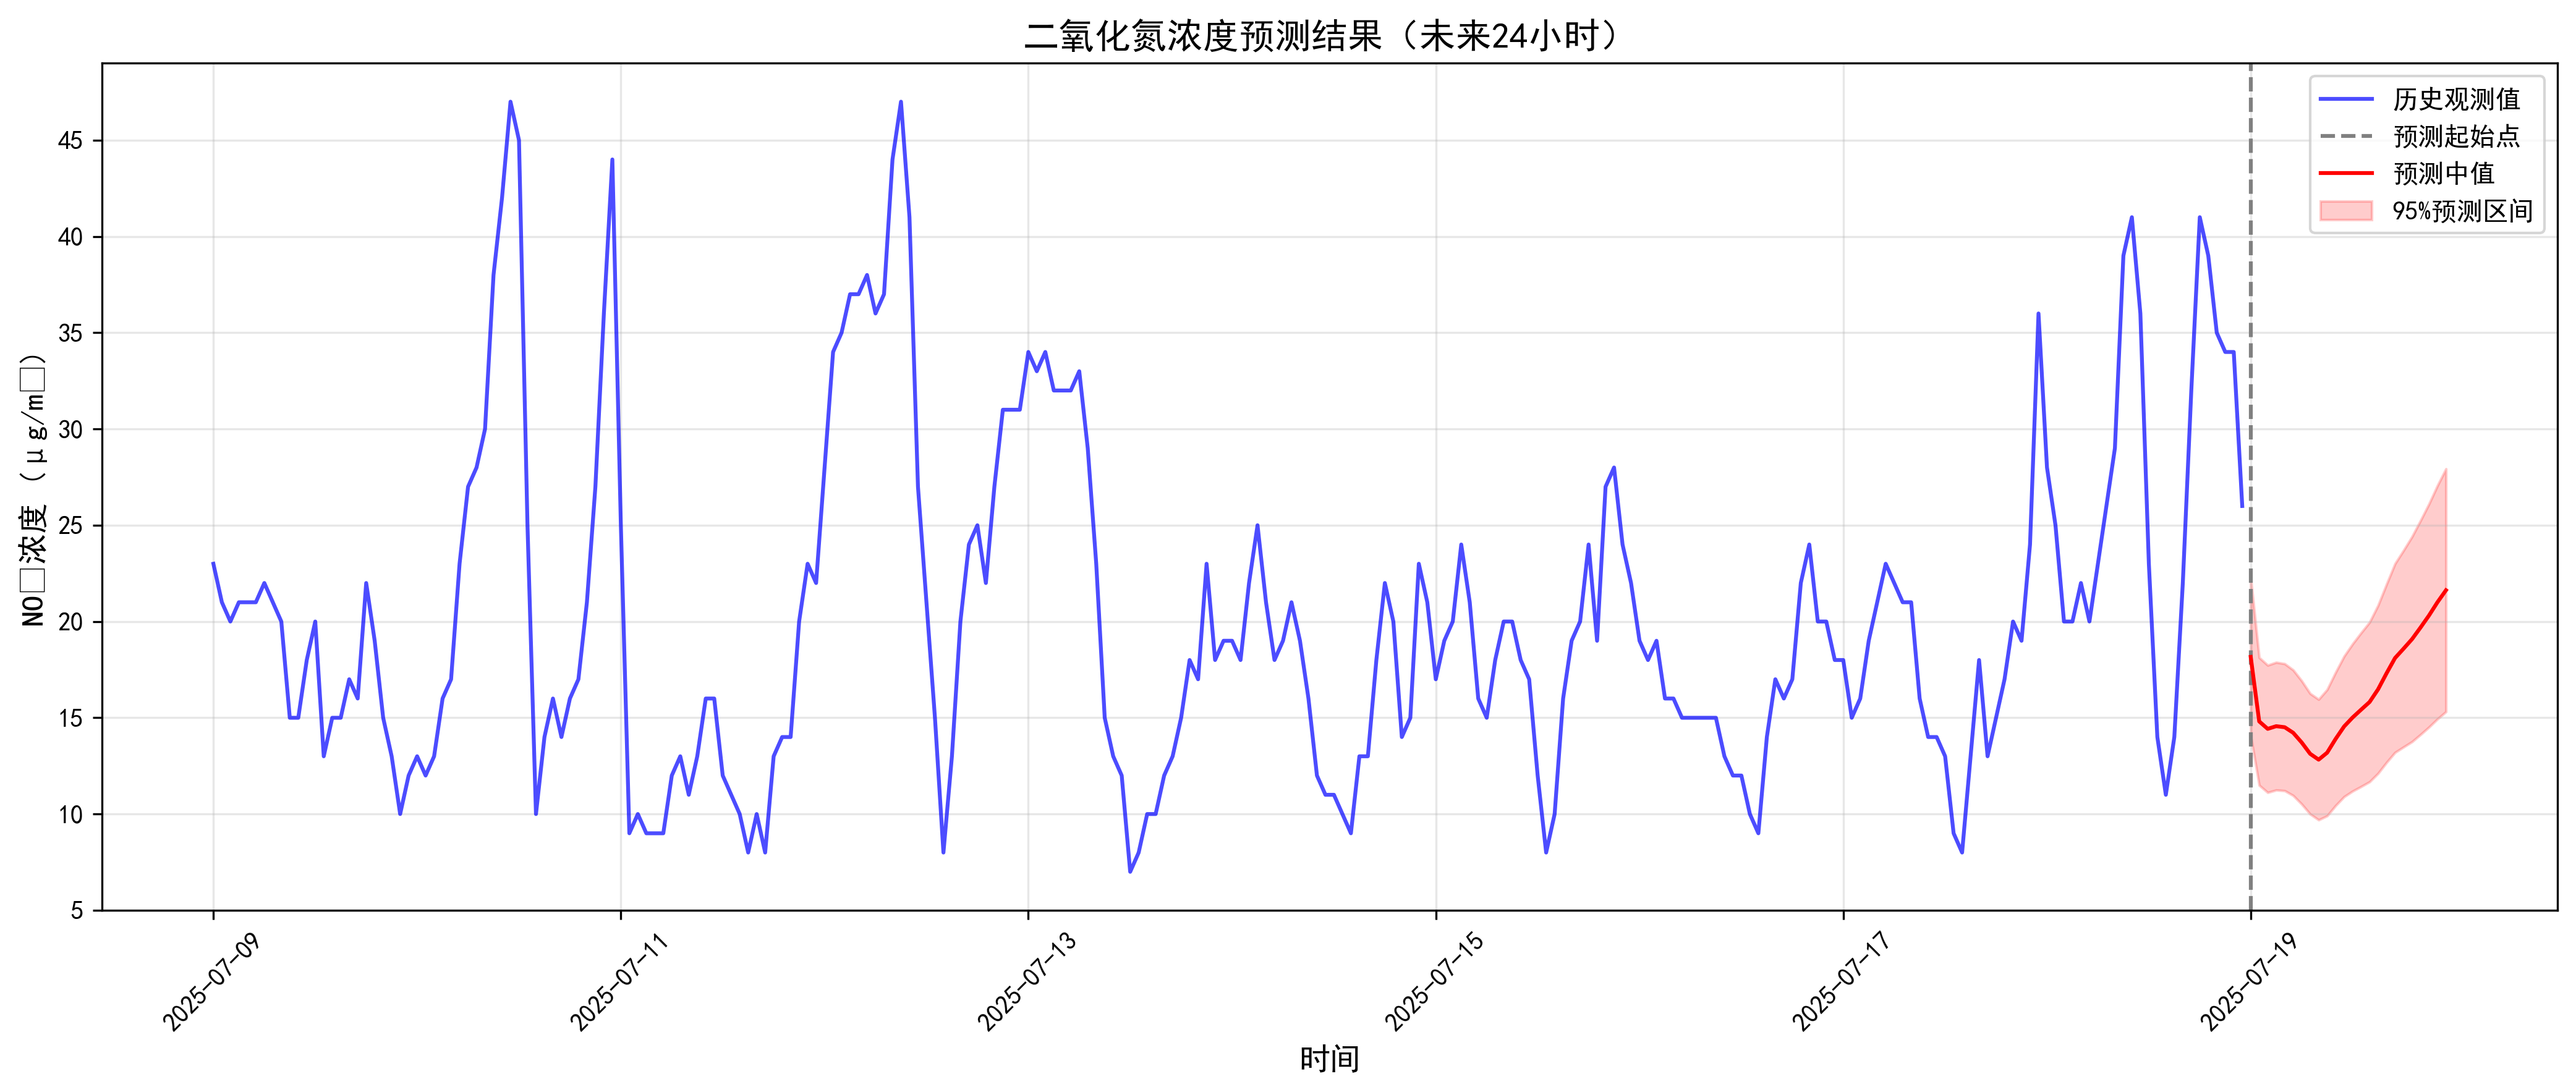 二氧化氮浓度预测结果（未来24小时）
历史观测值
预测起始点
预测中值
95%预测区间
NO□浓度 (μg/m□)
45
40
35
30
25
20
15
10
5
2025-07-09
2025-07-11
2025-07-13
2025-07-15
2025-07-17
2025-07-19
时间